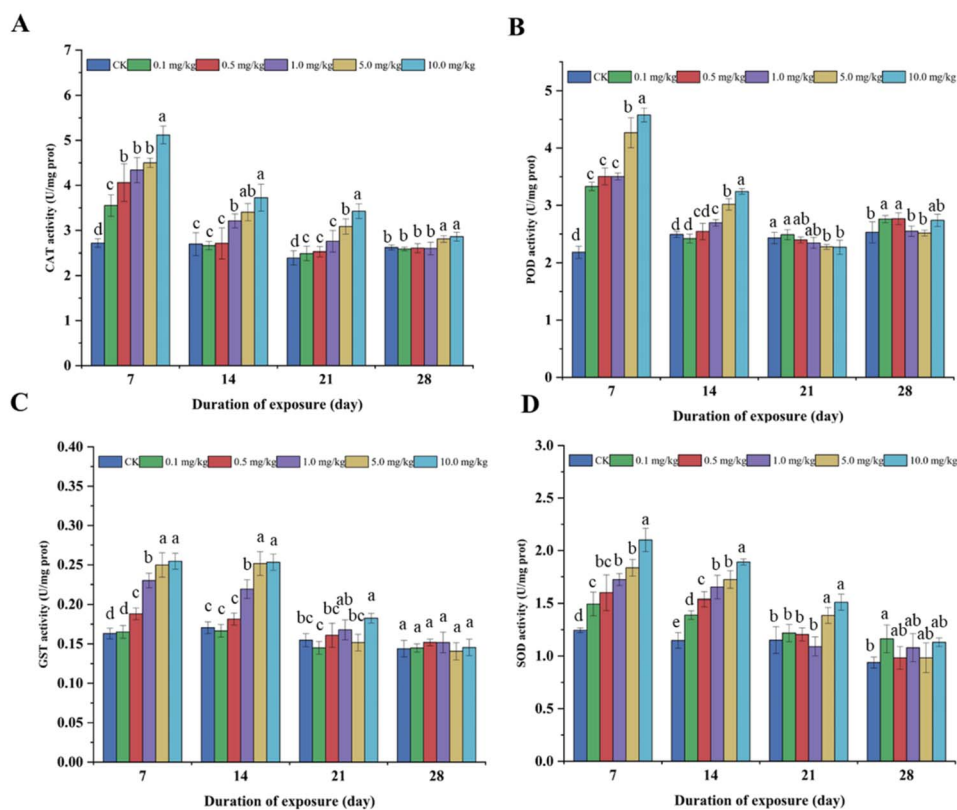 A
CAT activity (U/mg prot)
7
6
5
4
3
2
1
0
CK 0.1 mg/kg 0.5 mg/kg 1.0 mg/kg 5.0 mg/kg 10.0 mg/kg
d c b b b a
c c c b ab a
d c c c b a
b b b b a a
7 14 21 28
Duration of exposure (day)
B
POD activity (U/mg prot)
5
4
3
2
1
0
CK 0.1 mg/kg 0.5 mg/kg 1.0 mg/kg 5.0 mg/kg 10.0 mg/kg
d c c c b a
d d cd c b a
a a ab ab b b
b a a b b ab
7 14 21 28
Duration of exposure (day)
C
GST activity (U/mg prot)
0.40
0.35
0.30
0.25
0.20
0.15
0.10
0.05
0.00
CK 0.1 mg/kg 0.5 mg/kg 1.0 mg/kg 5.0 mg/kg 10.0 mg/kg
d d c b a a
c c c b a a
bc c bc ab bc a
a a a a a a
7 14 21 28
Duration of exposure (day)
D
SOD activity (U/mg prot)
3.0
2.5
2.0
1.5
1.0
0.5
0.0
CK 0.1 mg/kg 0.5 mg/kg 1.0 mg/kg 5.0 mg/kg 10.0 mg/kg
d c bc b b a
e d c b b a
b b b b a a
b a ab ab ab ab
7 14 21 28
Duration of exposure (day)